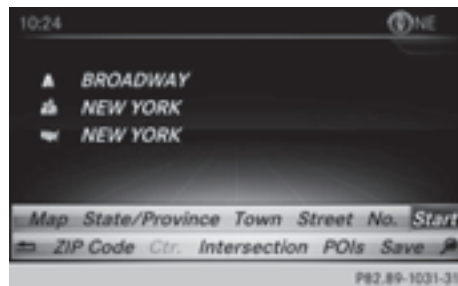 10:24 NE
BROADWAY
NEW YORK
NEW YORK
Map State/Province Town Street No. Start
ZIP Code Ctr. Intersection POIs Save
P82.89-1031-31